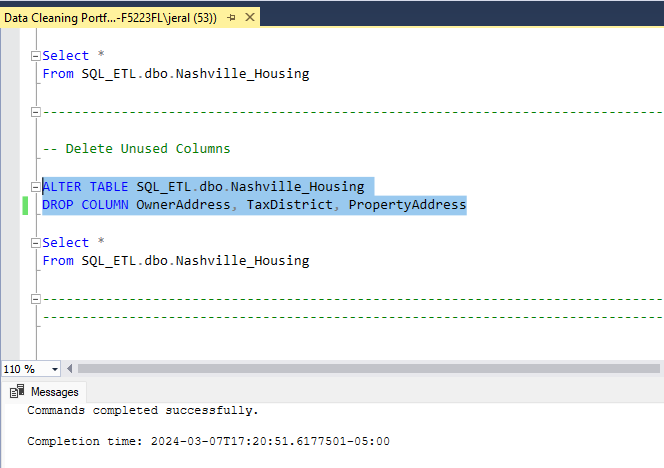 Data Cleaning Portf...-F5223FL\jeral (53))
Select *
From SQL_ETL.dbo.Nashville_Housing
-- Delete Unused Columns
ALTER TABLE SQL_ETL.dbo.Nashville_Housing
DROP COLUMN OwnerAddress, TaxDistrict, PropertyAddress
Select *
From SQL_ETL.dbo.Nashville_Housing
110 %
Messages
Commands completed successfully.
Completion time: 2024-03-07T17:20:51.6177501-05:00